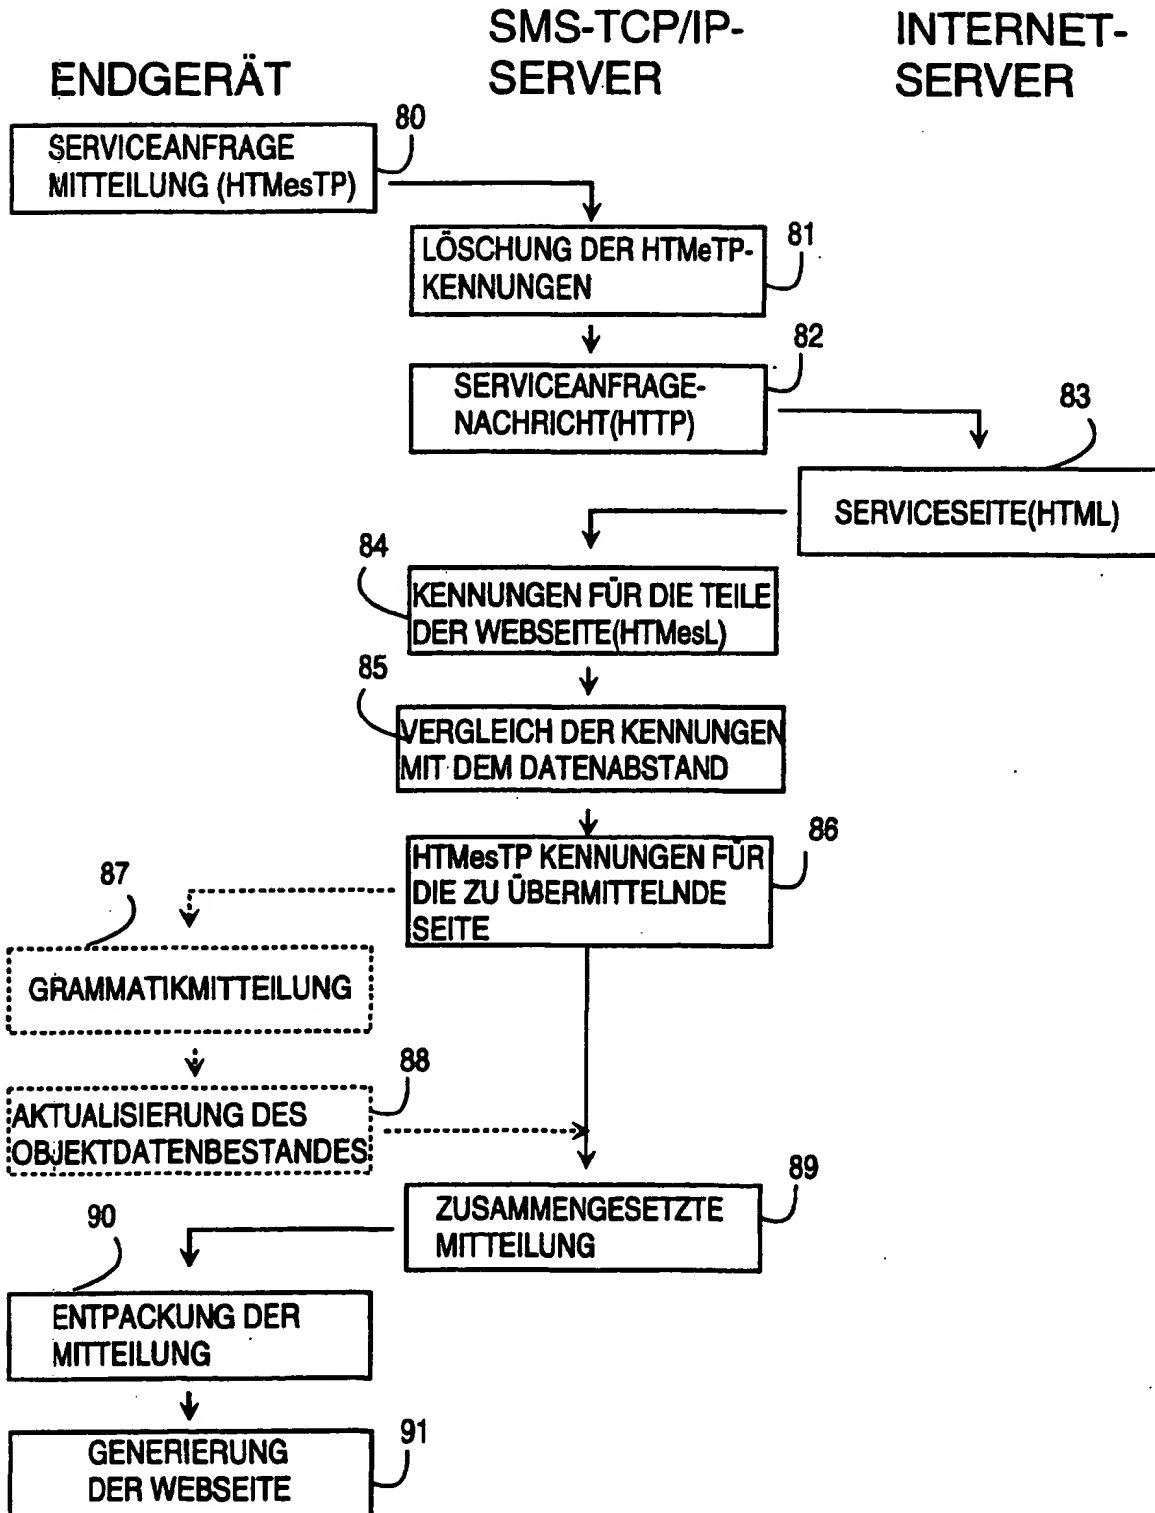 ENDGERÄT
SMS-TCP/IP-
SERVER
INTERNET-
SERVER
80
SERVICEANFRAGE
MITTEILUNG (HTMesTP)
81
LÖSCHUNG DER HTMeTP-
KENNUNGEN
82
SERVICEANFRAGE-
NACHRICHT(HTTP)
83
SERVICESEITE(HTML)
84
KENNUNGEN FÜR DIE TEILE
DER WEBSEITE(HTMesL)
85
VERGLEICH DER KENNUNGEN
MIT DEM DATENABSTAND
86
HTMesTP KENNUNGEN FÜR
DIE ZU ÜBERMITTELNDE
SEITE
87
GRAMMATIKMITTEILUNG
88
AKTUALISIERUNG DES
OBJEKTDATENBESTANDES
89
ZUSAMMENGESETZTE
MITTEILUNG
90
ENTPACKUNG DER
MITTEILUNG
91
GENERIERUNG
DER WEBSEITE